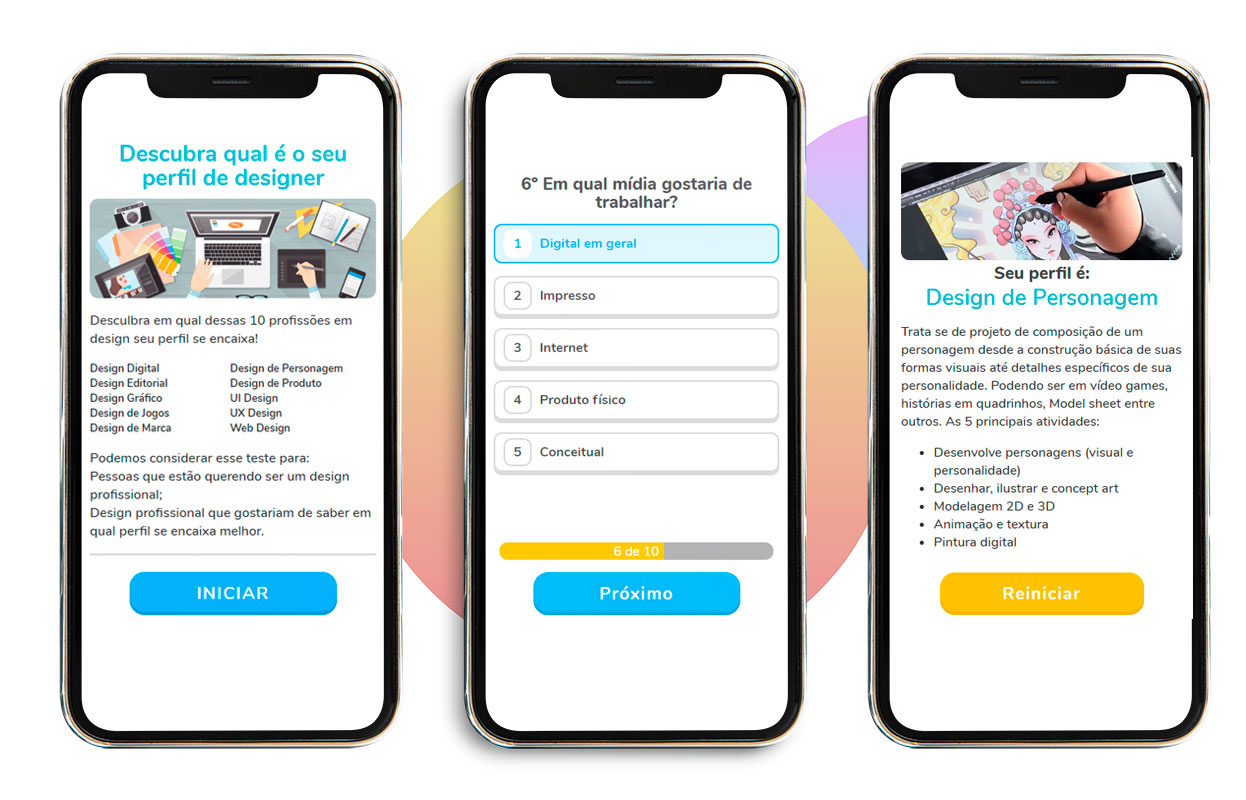 Descubra qual é o seu
perfil de designer
Desculbra em qual dessas 10 profissões em
design seu perfil se encaixa!
Design Digital
Design Editorial
Design Gráfico
Design de Jogos
Design de Marca
Design de Personagem
Design de Produto
UI Design
UX Design
Web Design
Podemos considerar esse teste para:
Pessoas que estão querendo ser um design
profissional;
Design profissional que gostariam de saber em
qual perfil se encaixa melhor.
INICIAR
6º Em qual mídia gostaria de
trabalhar?
1 Digital em geral
2 Impresso
3 Internet
4 Produto físico
5 Conceitual
6 de 10
Próximo
Seu perfil é:
Design de Personagem
Trata se de projeto de composição de um
personagem desde a construção básica de suas
formas visuais até detalhes específicos de sua
personalidade. Podendo ser em vídeo games,
histórias em quadrinhos, Model sheet entre
outros. As 5 principais atividades:
• Desenvolve personagens (visual e
personalidade)
• Desenhar, ilustrar e concept art
• Modelagem 2D e 3D
• Animação e textura
• Pintura digital
Reiniciar